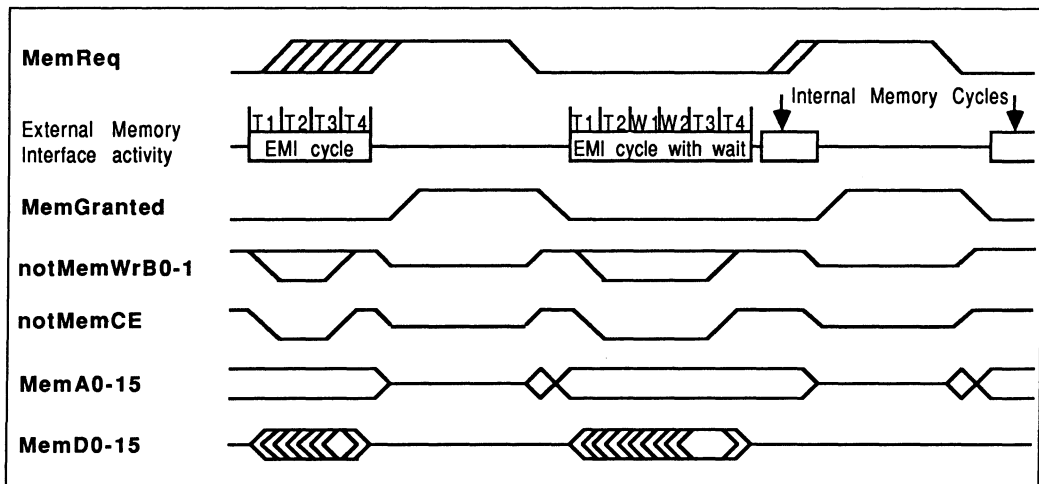 MemReq
Internal Memory Cycles
External Memory
Interface activity
T1 T2 T3 T4
EMI cycle
T1 T2 W1 W2 T3 T4
EMI cycle with wait
MemGranted
notMemWrB0-1
notMemCE
MemA0-15
MemD0-15